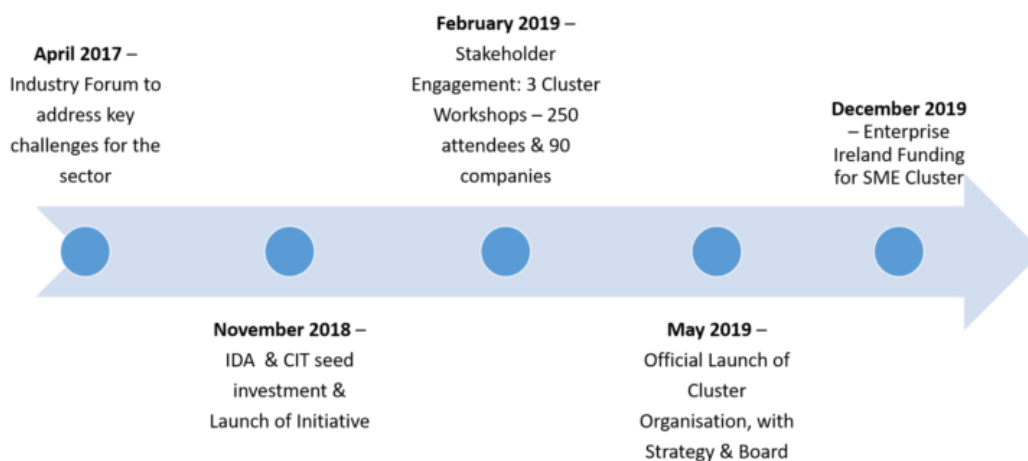 April 2017 –
Industry Forum to
address key
challenges for the
sector
November 2018 –
IDA & CIT seed
investment &
Launch of Initiative
February 2019 –
Stakeholder
Engagement: 3 Cluster
Workshops – 250
attendees & 90
companies
May 2019 –
Official Launch of
Cluster
Organisation, with
Strategy & Board
December 2019
– Enterprise
Ireland Funding
for SME Cluster